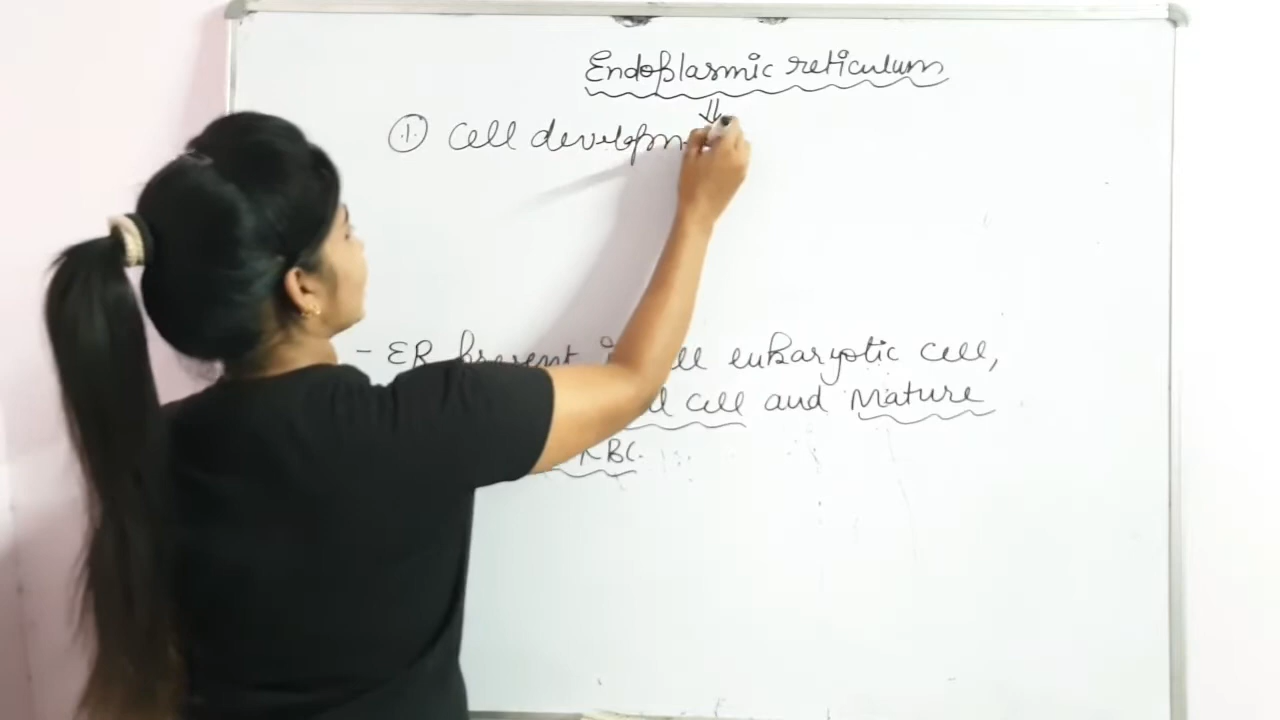 Endoplasmic reticulum
⇓
①. Cell developm
- ER present eukaryotic cell,
cell and Mature
RBC.